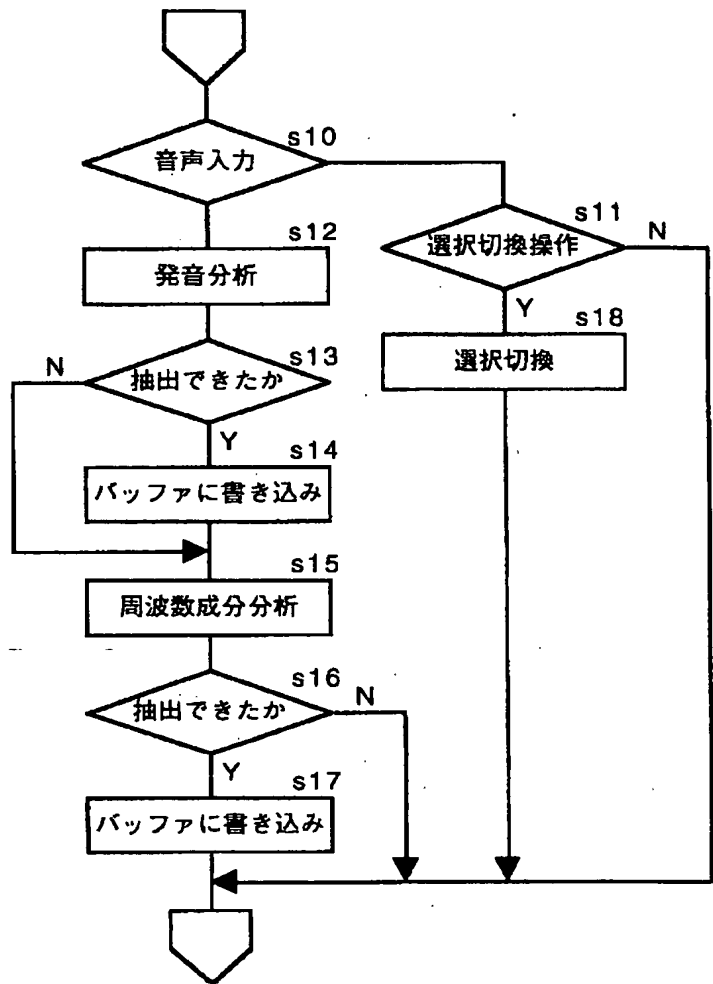 s10
音声入力
s11
選択切換操作
N
s12
発音分析
Y
s18
選択切換
s13
N
抽出できたか
Y
s14
バッファに書き込み
s15
周波数成分分析
s16
抽出できたか
N
Y
s17
バッファに書き込み